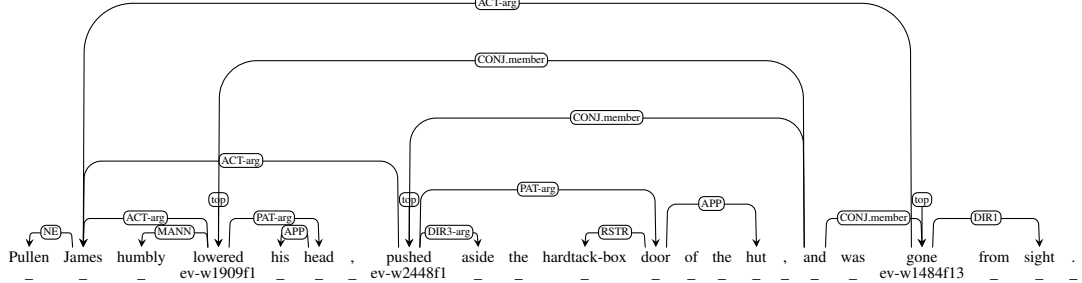 ACT-arg
CONJ.member
CONJ.member
ACT-arg
top top PAT-arg APP top
NE ACT-arg MANN PAT-arg APP DIR3-arg RSTR CONJ.member DIR1
Pullen James humbly lowered his head , pushed aside the hardtack-box door of the hut , and was gone from sight .
_ _ _ ev-w1909f1 _ _ _ ev-w2448f1 _ _ _ _ _ _ _ _ _ _ ev-w1484f13 _ _ _